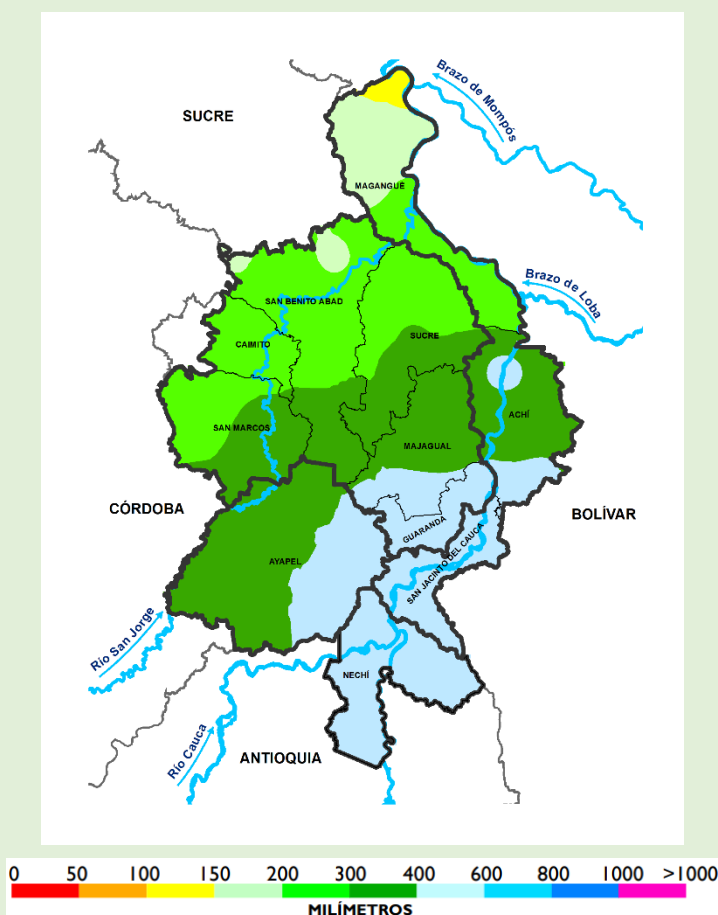 Brazo de Mompós
SUCRE
MAGANGUÉ
Brazo de Loba
SAN BENITO ABAD
SUCRE
CAIMITO
ACHÍ
SAN MARCOS
MAJAGUAL
CÓRDOBA
BOLÍVAR
GUARANDA
AYAPEL
SAN JACINTO DEL CAUCA
Río San Jorge
NECHÍ
Río Cauca
ANTIOQUIA
0 50 100 150 200 300 400 600 800 1000 >1000
MILÍMETROS